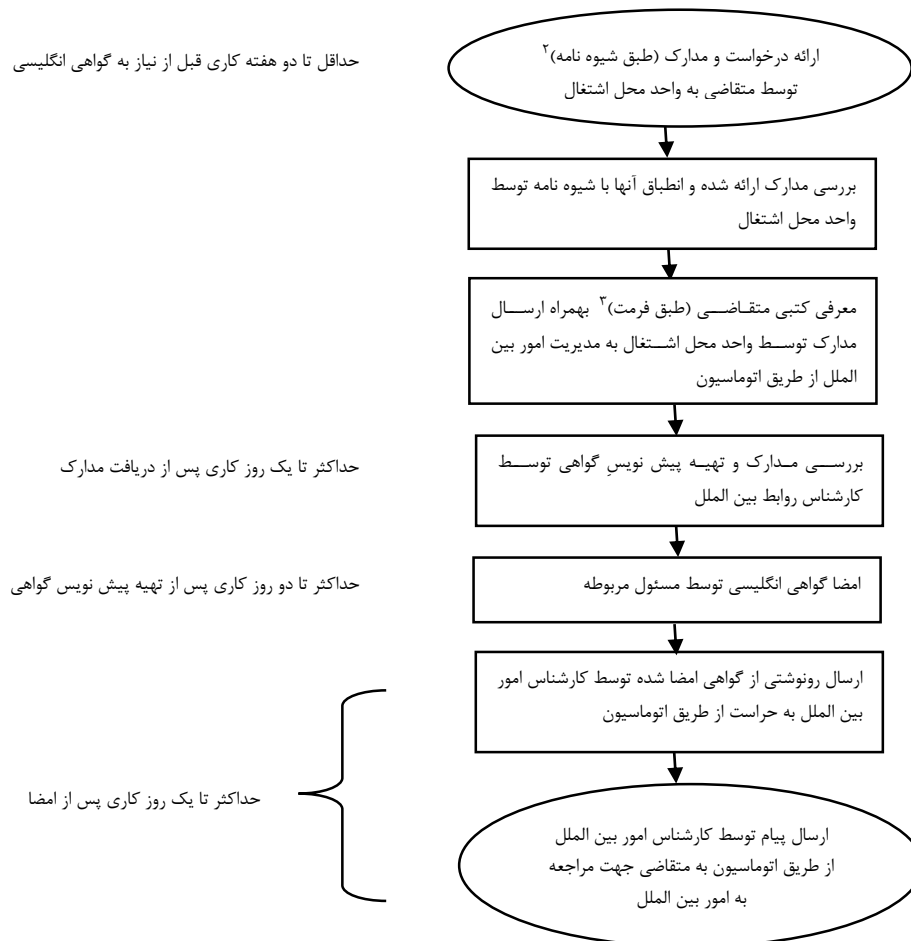 حداقل تا دو هفته کاری قبل از نیاز به گواهی انگلیسی
ارائه درخواست و مدارک (طبق شیوه نامه)۲
توسط متقاضی به واحد محل اشتغال
بررسی مدارک ارائه شده و انطباق آنها با شیوه نامه توسط
واحد محل اشتغال
معرفی کتبی متقاضی (طبق فرمت)۳ بهمراه ارسال
مدارک توسط واحد محل اشتغال به مدیریت امور بین
الملل از طریق اتوماسیون
حداکثر تا یک روز کاری پس از دریافت مدارک
بررسی مدارک و تهیه پیش نویسِ گواهی توسط
کارشناس روابط بین الملل
حداکثر تا دو روز کاری پس از تهیه پیش نویس گواهی
امضا گواهی انگلیسی توسط مسئول مربوطه
ارسال رونوشتی از گواهی امضا شده توسط کارشناس امور
بین الملل به حراست از طریق اتوماسیون
حداکثر تا یک روز کاری پس از امضا
ارسال پیام توسط کارشناس امور بین الملل
از طریق اتوماسیون به متقاضی جهت مراجعه
به امور بین الملل